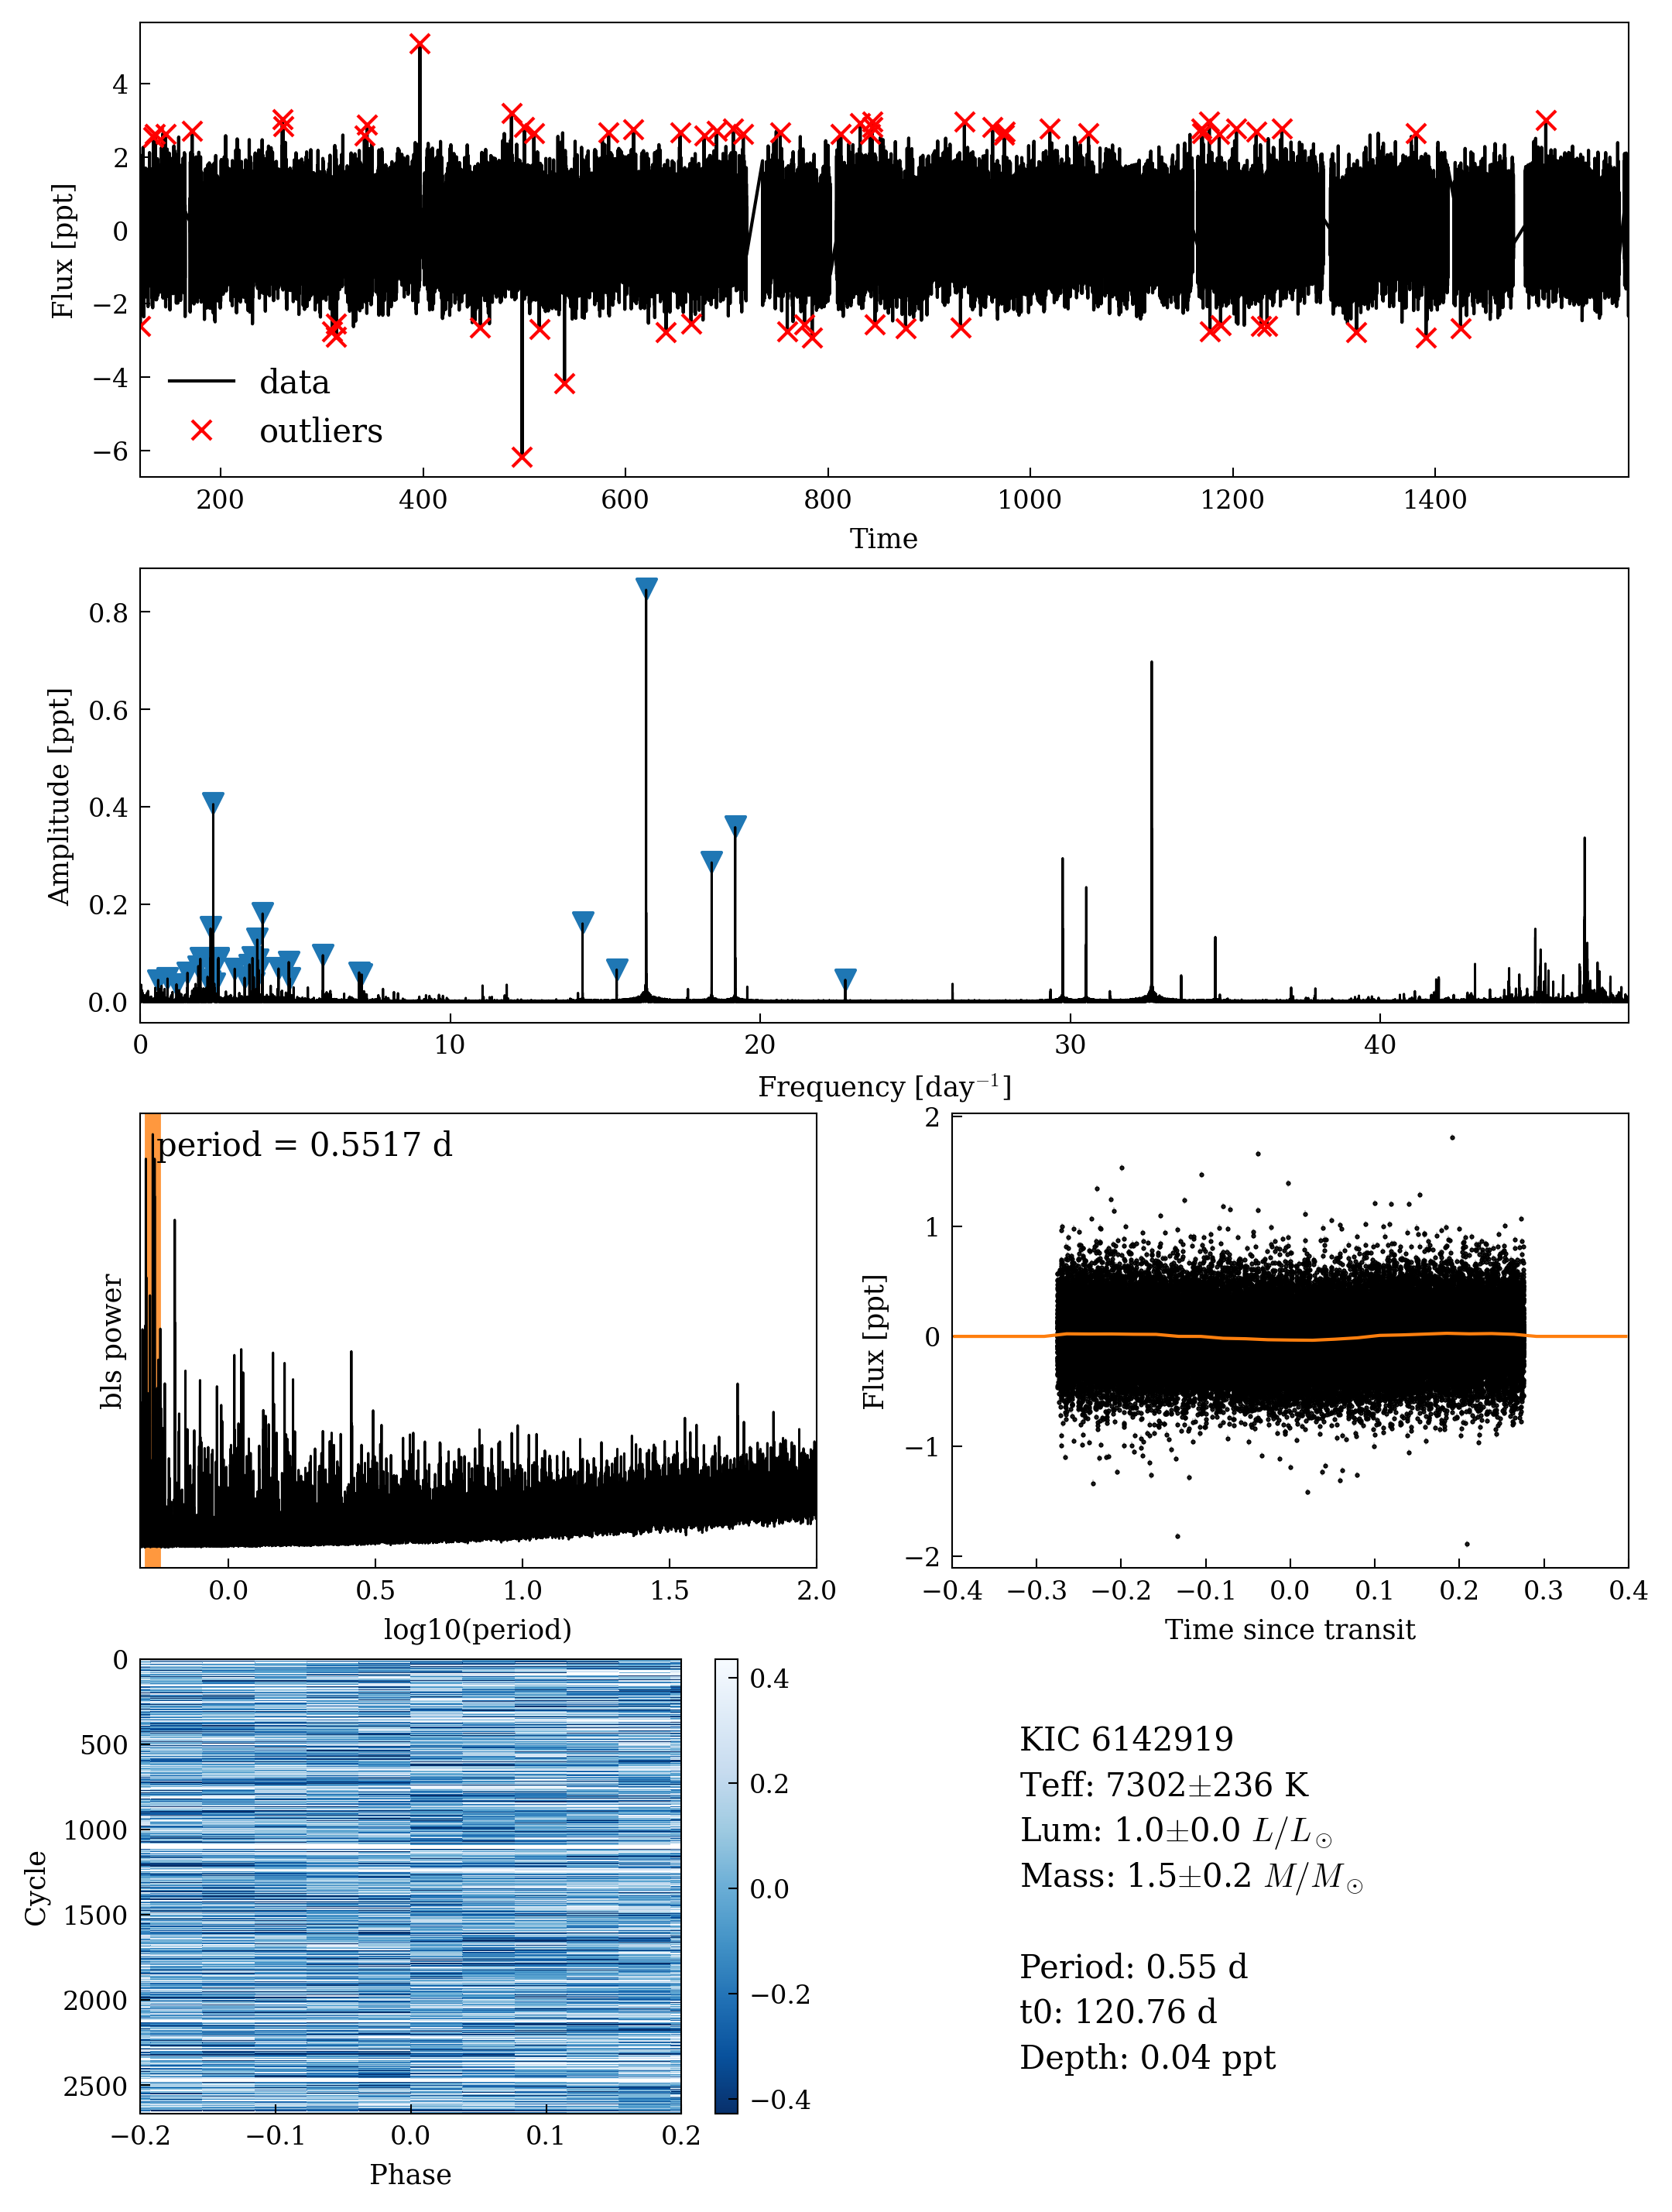 4
2
0
−2
−4
−6
Flux [ppt]
data
outliers
200 400 600 800 1000 1200 1400
Time
0.8
0.6
0.4
0.2
0.0
Amplitude [ppt]
0 10 20 30 40
Frequency [day⁻¹]
period = 0.5517 d
bls power
0.0 0.5 1.0 1.5 2.0
log10(period)
2
1
0
−1
−2
Flux [ppt]
−0.4 −0.3 −0.2 −0.1 0.0 0.1 0.2 0.3 0.4
Time since transit
0
500
1000
1500
2000
2500
Cycle
−0.2 −0.1 0.0 0.1 0.2
Phase
0.4
0.2
0.0
−0.2
−0.4
KIC 6142919
Teff: 7302±236 K
Lum: 1.0±0.0 L/L⊙
Mass: 1.5±0.2 M/M⊙
Period: 0.55 d
t0: 120.76 d
Depth: 0.04 ppt